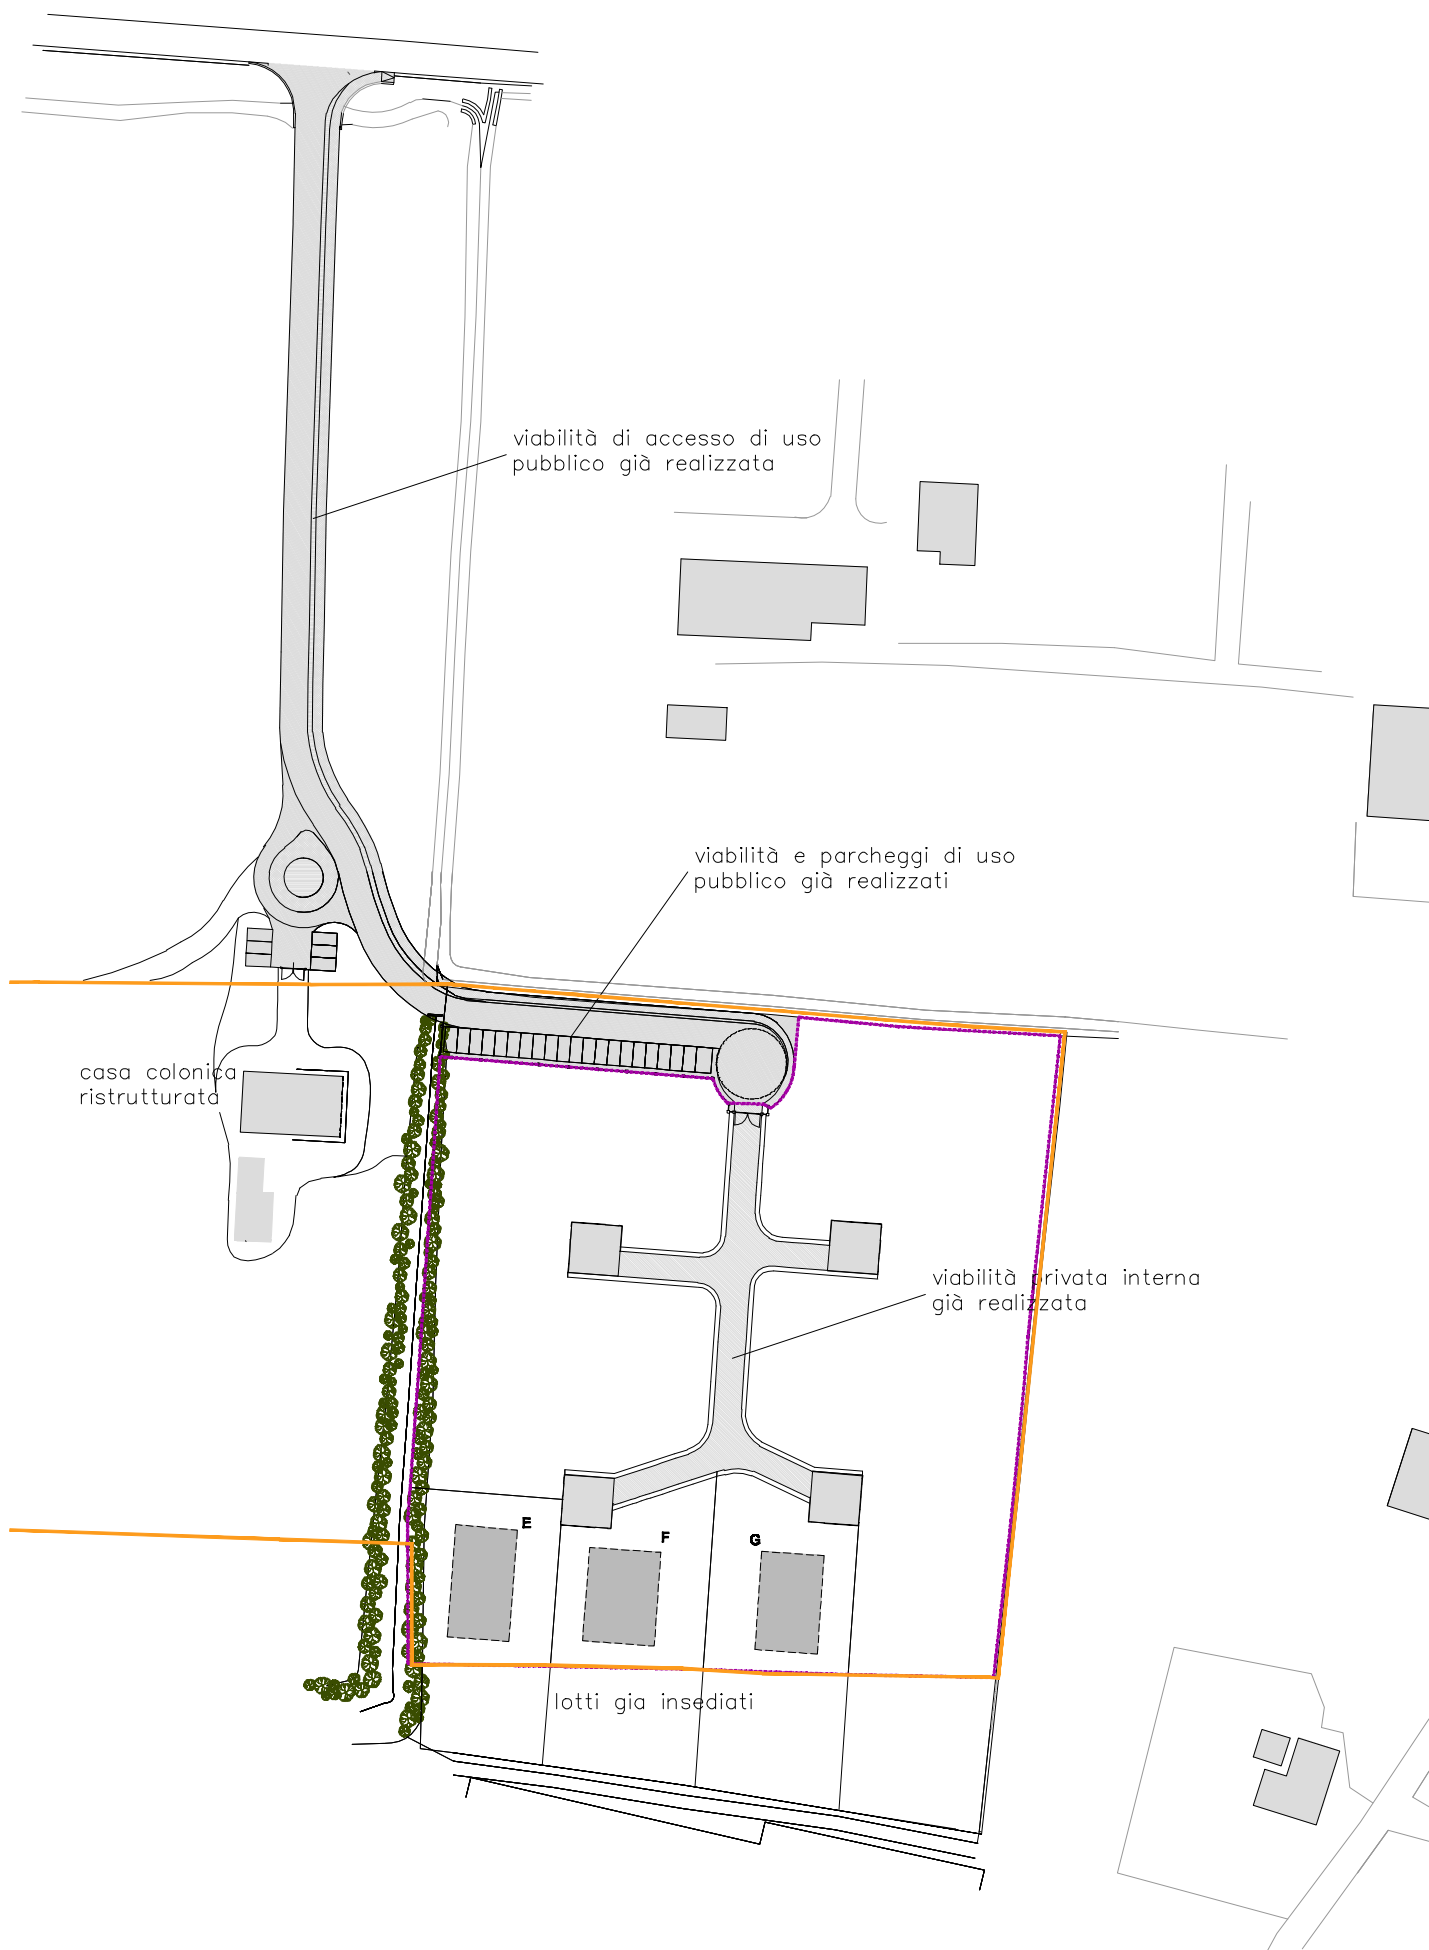 viabilità di accesso di uso
pubblico già realizzata
viabilità e parcheggi di uso
pubblico già realizzati
casa colonica
ristrutturata
viabilità privata interna
già realizzata
E
F
G
lotti gia insediati